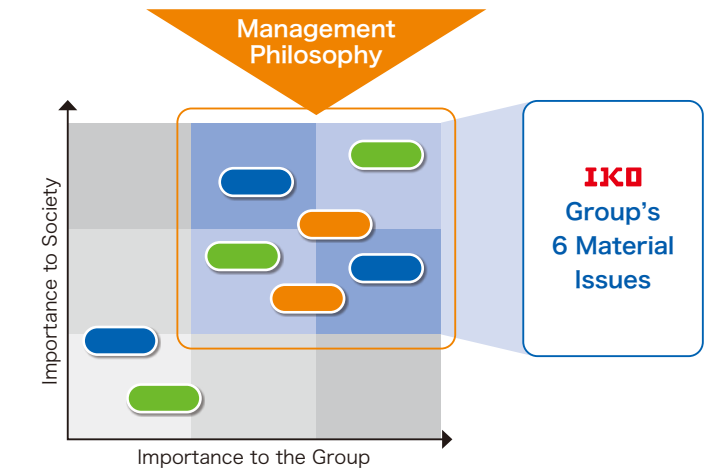 Management
Philosophy
Importance to Society
IKO
Group's
6 Material
Issues
Importance to the Group